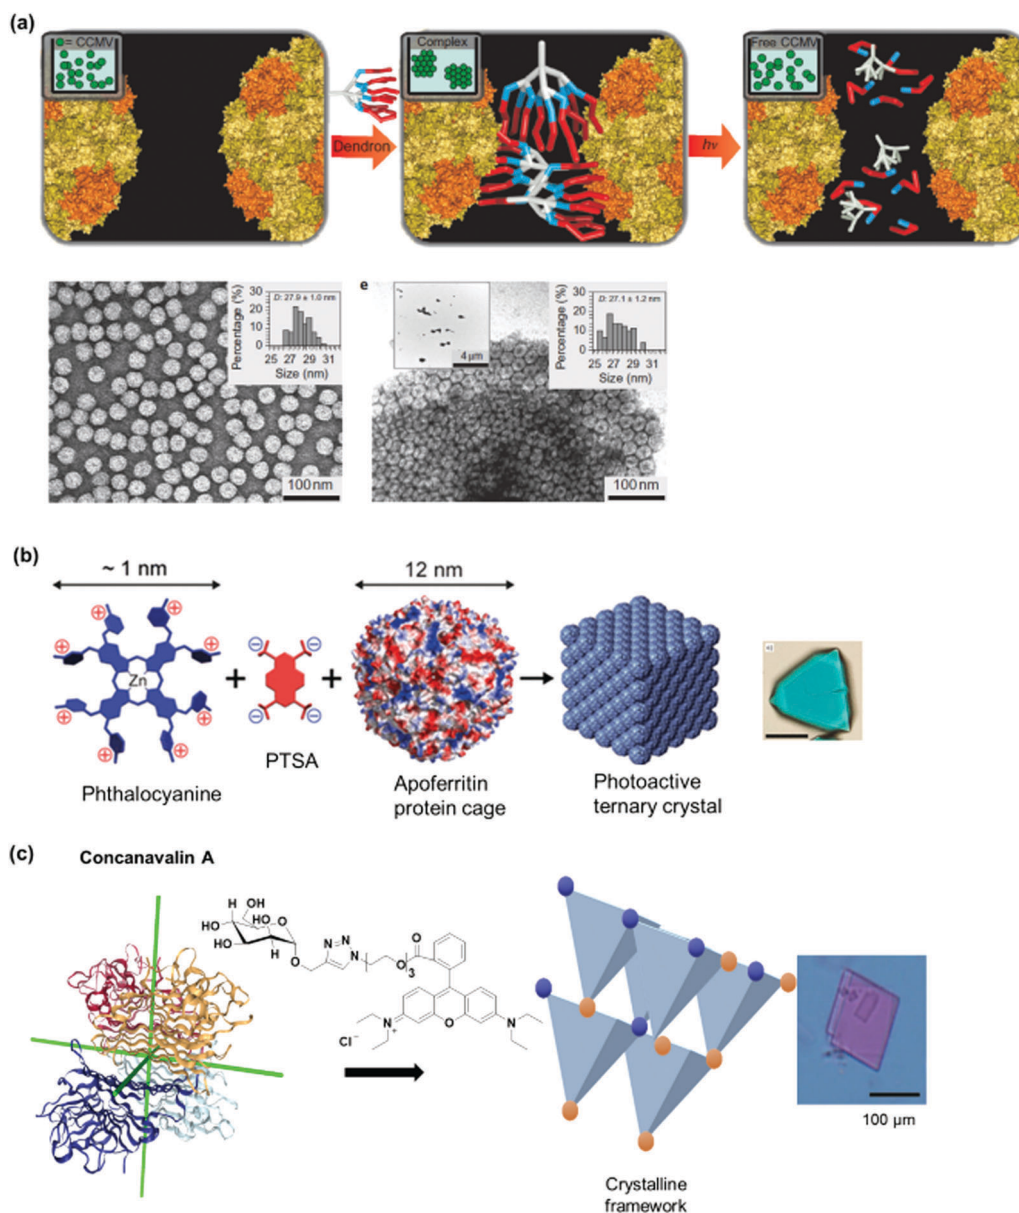 (a)
= CCMV
Complex
Free CCMV
Dendron
hν
D: 27.9 ± 1.0 nm
Percentage (%)
30
20
10
0
25 27 29 31
Size (nm)
100 nm
e
4 µm
D: 27.1 ± 1.2 nm
Percentage (%)
30
20
10
0
25 27 29 31
Size (nm)
100 nm
(b)
~ 1 nm
12 nm
Zn
+
+
PTSA
Phthalocyanine
Apoferritin
protein cage
Photoactive
ternary crystal
(c)
Concanavalin A
OH
H
HO
HO
HO
H
O
O
N
N
N
O
3
O
N+
O
N
Cl−
100 µm
Crystalline
framework